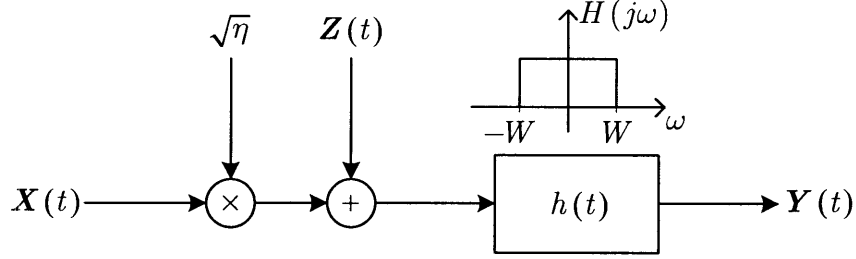 √η
Z(t)
H(jω)
−W
W
ω
X(t)
×
+
h(t)
Y(t)